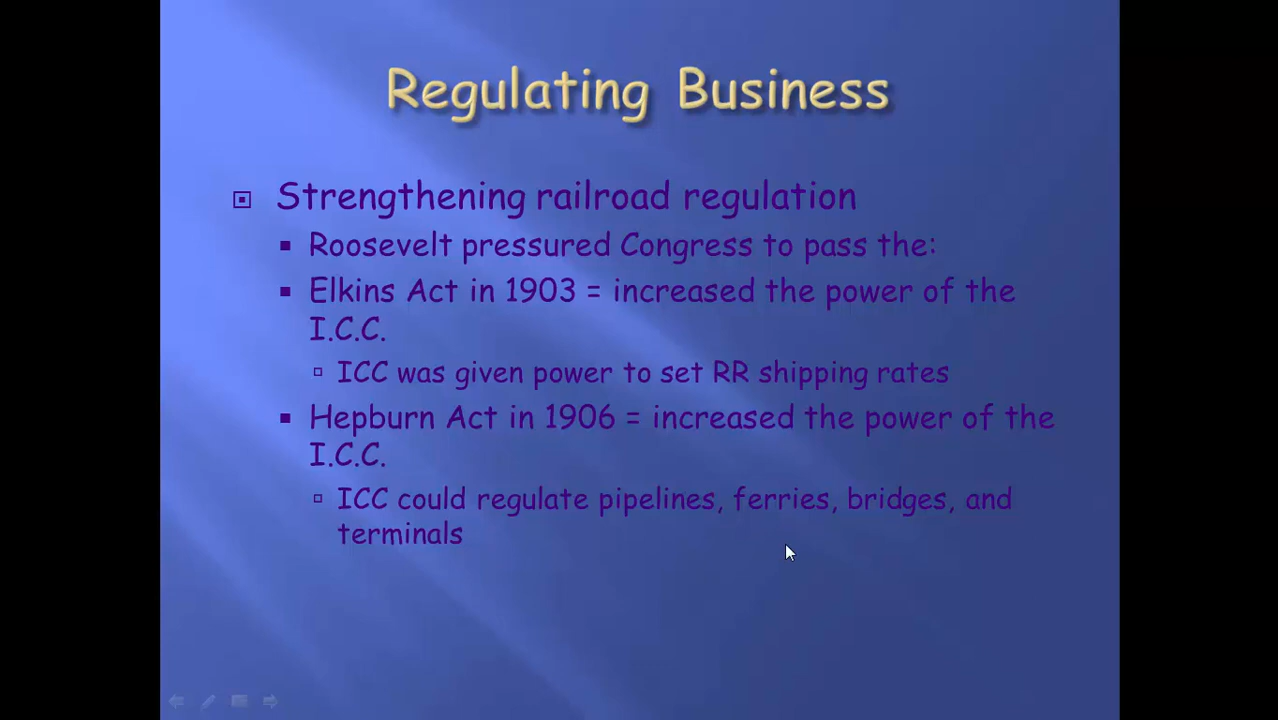 Regulating Business
Strengthening railroad regulation
Roosevelt pressured Congress to pass the:
Elkins Act in 1903 = increased the power of the
I.C.C.
ICC was given power to set RR shipping rates
Hepburn Act in 1906 = increased the power of the
I.C.C.
ICC could regulate pipelines, ferries, bridges, and
terminals